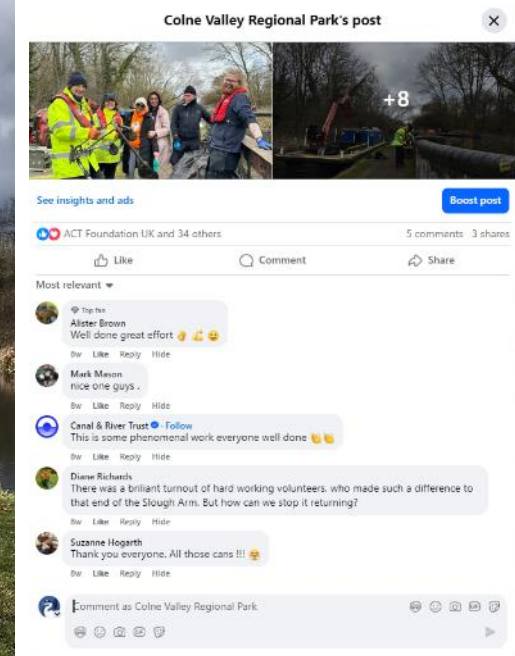 Colne Valley Regional Park's post
+8
See insights and ads
Boost post
ACT Foundation UK and 34 others
5 comments 3 shares
Like
Comment
Share
Most relevant
Top fan
Alister Brown
Well done great effort
8w Like Reply Hide
Mark Mason
nice one guys .
8w Like Reply Hide
Canal & River Trust · Follow
This is some phenomenal work everyone well done
8w Like Reply Hide
Diane Richards
There was a briliant turnout of hard working volunteers. who made such a difference to
that end of the Slough Arm. But how can we stop it returning?
8w Like Reply Hide
Suzanne Hogarth
Thank you everyone. All those cans !!!
8w Like Reply Hide
Comment as Colne Valley Regional Park